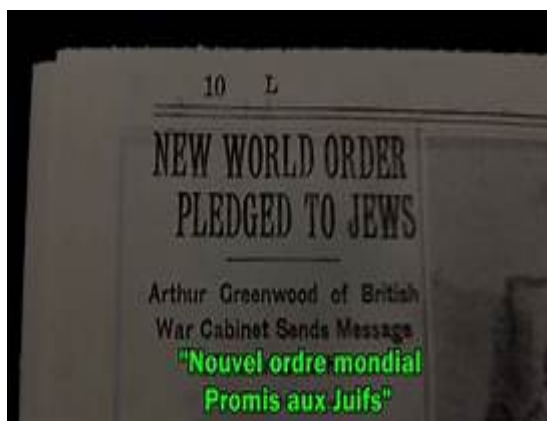 10 L
NEW WORLD ORDER
PLEDGED TO JEWS
Arthur Greenwood of British
War Cabinet Sends Message
"Nouvel ordre mondial
Promis aux Juifs"